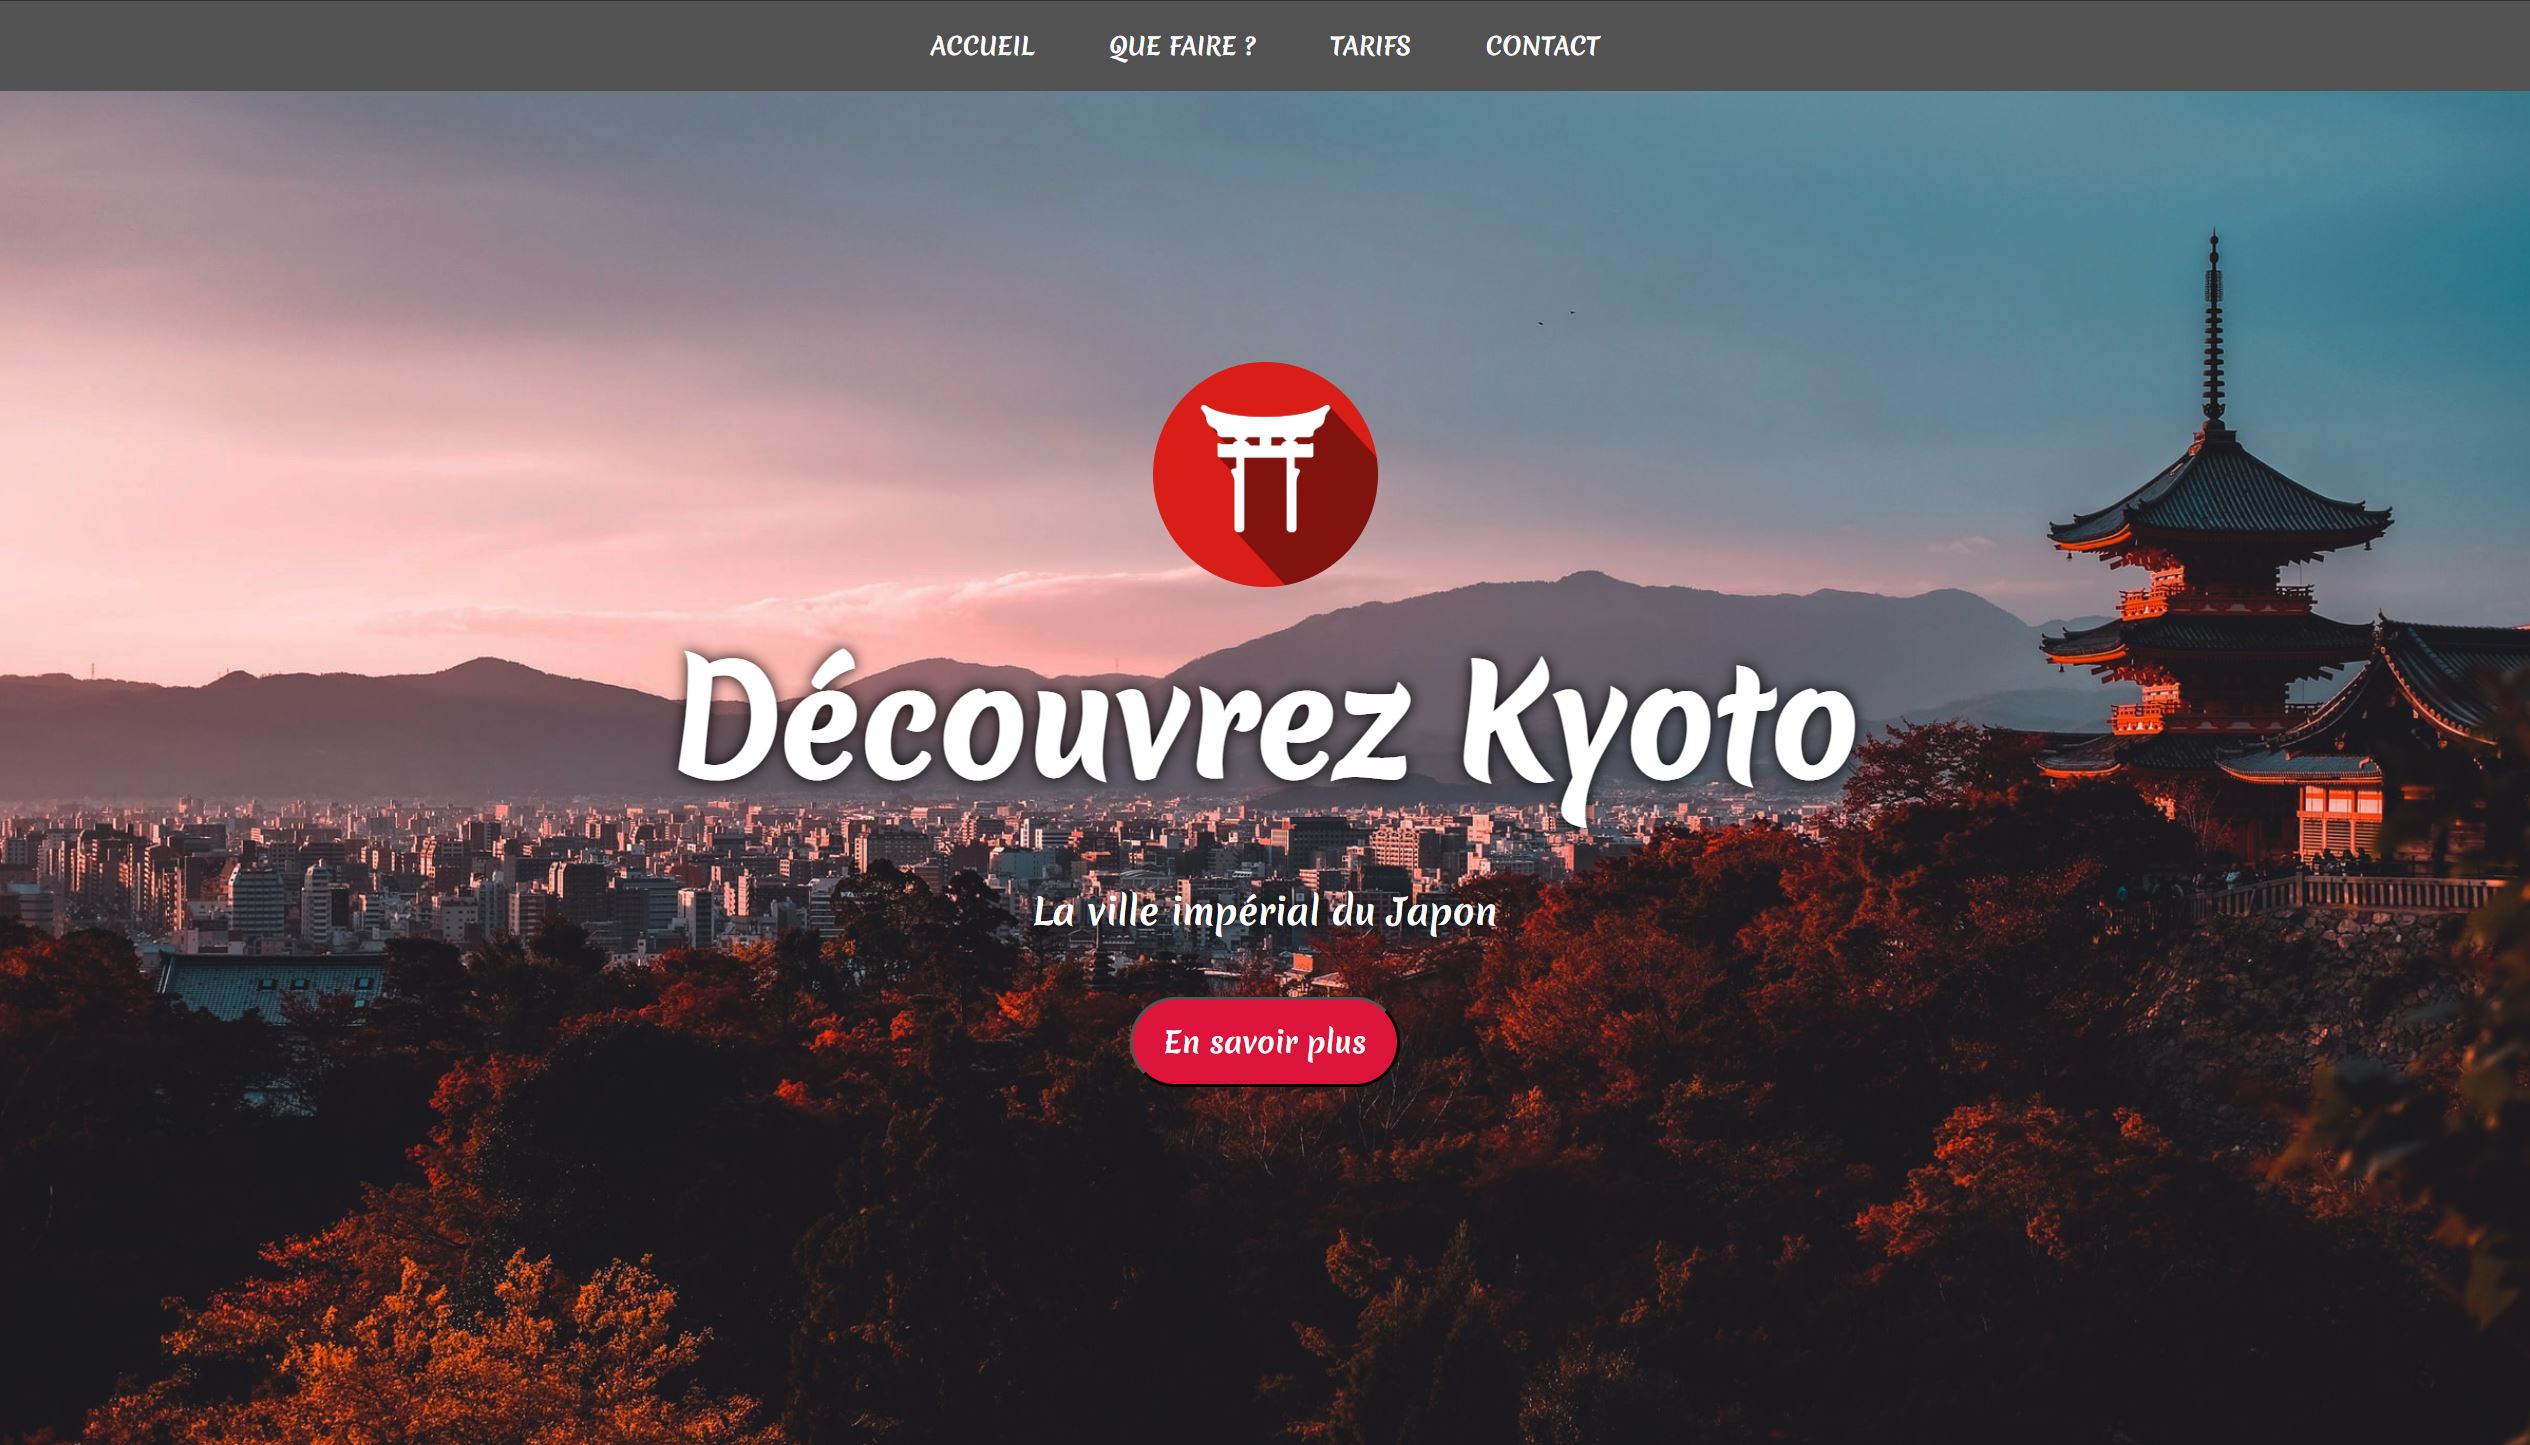 ACCUEIL QUE FAIRE ? TARIFS CONTACT
Découvrez Kyoto
La ville impérial du Japon
En savoir plus